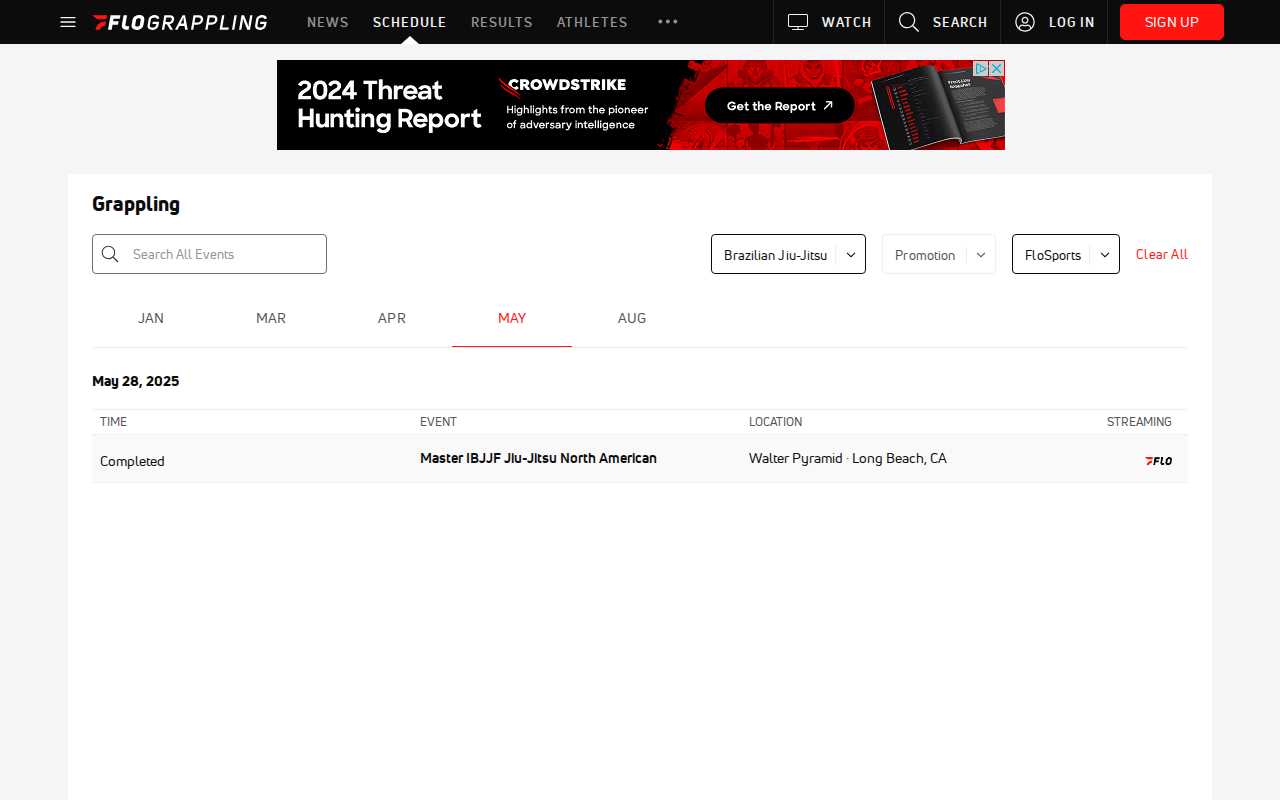 FLOGRAPPLING
NEWS
SCHEDULE
RESULTS
ATHLETES
WATCH
SEARCH
LOG IN
SIGN UP
2024 Threat
Hunting Report
CROWDSTRIKE
Highlights from the pioneer
of adversary intelligence
Get the Report
Grappling
Search All Events
Brazilian Jiu-Jitsu
Promotion
FloSports
Clear All
JAN
MAR
APR
MAY
AUG
May 28, 2025
TIME
EVENT
LOCATION
STREAMING
Completed
Master IBJJF Jiu-Jitsu North American
Walter Pyramid · Long Beach, CA
FLO